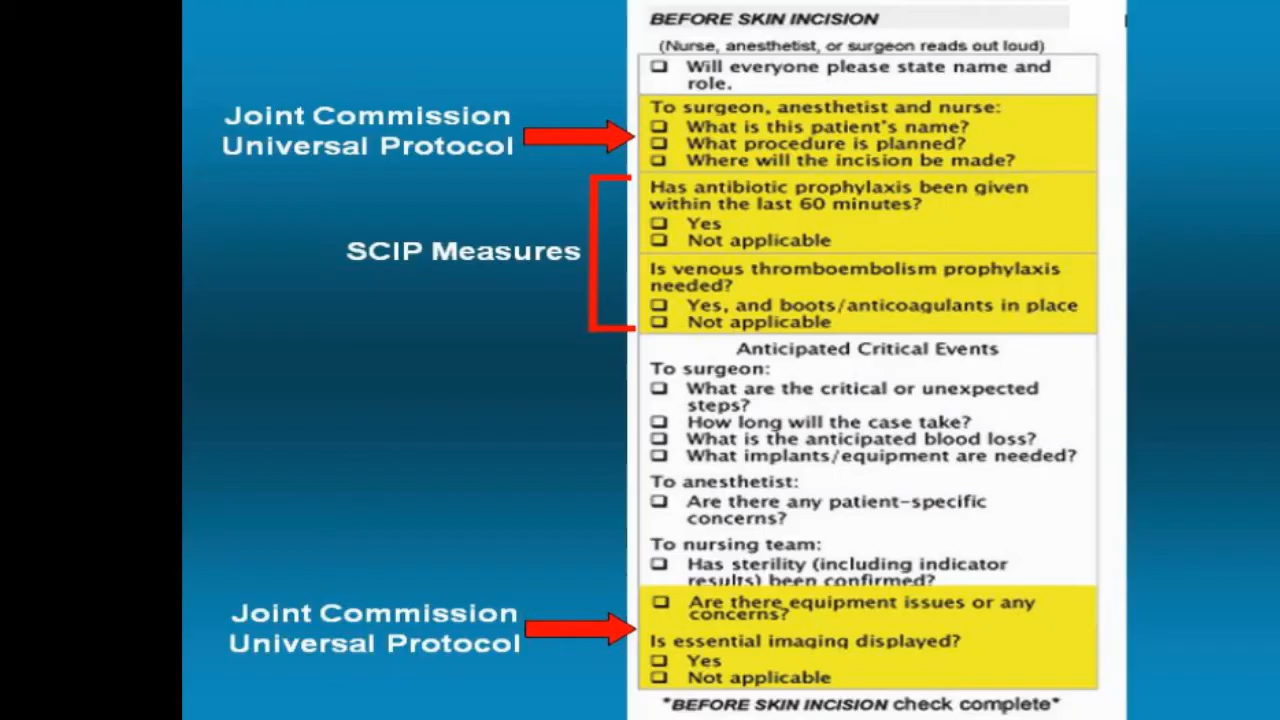 BEFORE SKIN INCISION
(Nurse, anesthetist, or surgeon reads out loud)
Will everyone please state name and
role.
Joint Commission
Universal Protocol
To surgeon, anesthetist and nurse:
What is this patient's name?
What procedure is planned?
Where will the incision be made?
SCIP Measures
Has antibiotic prophylaxis been given
within the last 60 minutes?
Yes
Not applicable
Is venous thromboembolism prophylaxis
needed?
Yes, and boots/anticoagulants in place
Not applicable
Anticipated Critical Events
To surgeon:
What are the critical or unexpected
steps?
How long will the case take?
What is the anticipated blood loss?
What implants/equipment are needed?
To anesthetist:
Are there any patient-specific
concerns?
To nursing team:
Has sterility (including indicator
results) been confirmed?
Joint Commission
Universal Protocol
Are there equipment issues or any
concerns?
Is essential imaging displayed?
Yes
Not applicable
*BEFORE SKIN INCISION check complete*